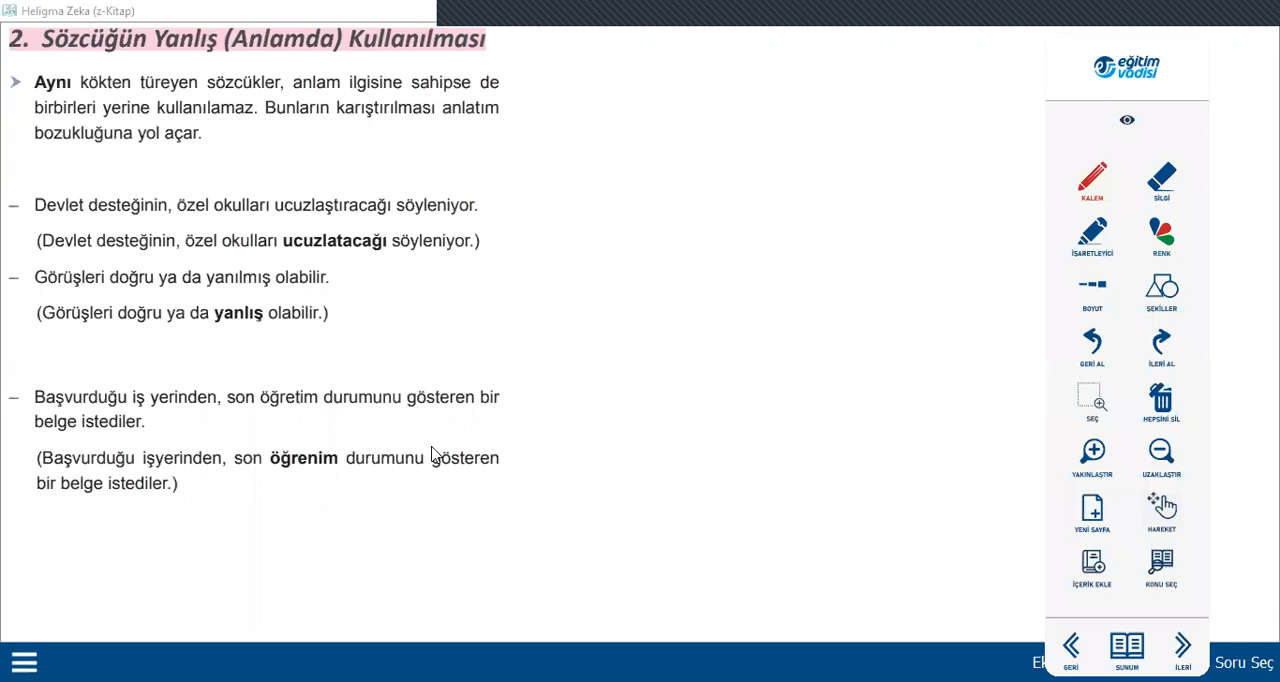 Heligma Zeka (z-Kitap)
2. Sözcüğün Yanlış (Anlamda) Kullanılması
➤ Aynı kökten türeyen sözcükler, anlam ilgisine sahipse de
birbirleri yerine kullanılamaz. Bunların karıştırılması anlatım
bozukluğuna yol açar.
– Devlet desteğinin, özel okulları ucuzlaştıracağı söyleniyor.
(Devlet desteğinin, özel okulları ucuzlatacağı söyleniyor.)
– Görüşleri doğru ya da yanılmış olabilir.
(Görüşleri doğru ya da yanlış olabilir.)
– Başvurduğu iş yerinden, son öğretim durumunu gösteren bir
belge istediler.
(Başvurduğu işyerinden, son öğrenim durumunu gösteren
bir belge istediler.)
eğitim
vadisi
KALEM SİLGİ
İŞARETLEYİCİ RENK
BOYUT ŞEKİLLER
GERİ AL İLERİ AL
SEÇ HEPSİNİ SİL
YAKINLAŞTIR UZAKLAŞTIR
YENİ SAYFA HAREKET
İÇERİK EKLE KONU SEÇ
GERİ SUNUM İLERİ
Soru Seç